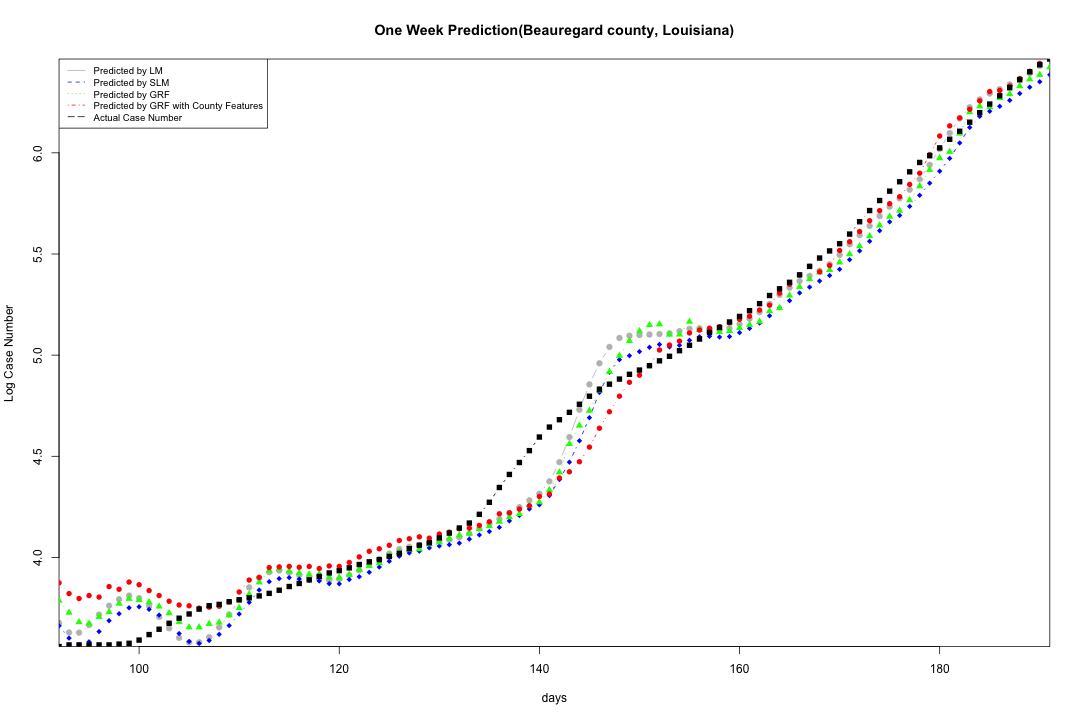 One Week Prediction(Beauregard county, Louisiana)
Predicted by LM
Predicted by SLM
Predicted by GRF
Predicted by GRF with County Features
Actual Case Number
6.0
5.5
5.0
4.5
4.0
Log Case Number
100 120 140 160 180
days